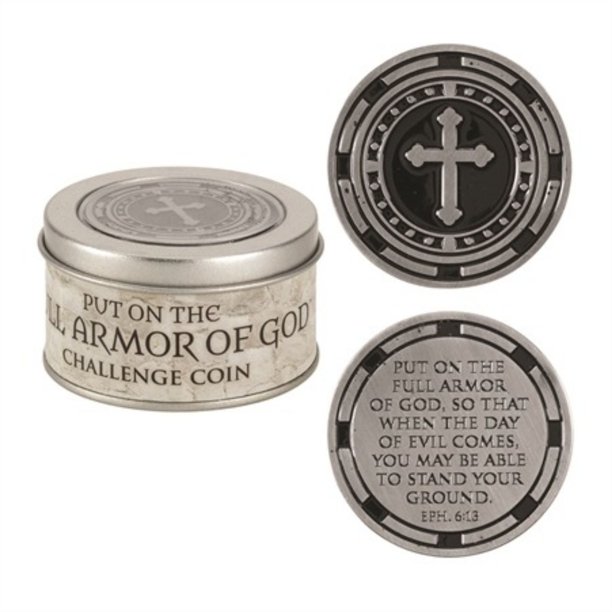 PUT ON THE
ARMOR OF GOD
CHALLENGE COIN
PUT ON THE
FULL ARMOR
OF GOD, SO THAT
WHEN THE DAY
OF EVIL COMES,
YOU MAY BE ABLE
TO STAND YOUR
GROUND.
EPH. 6:13